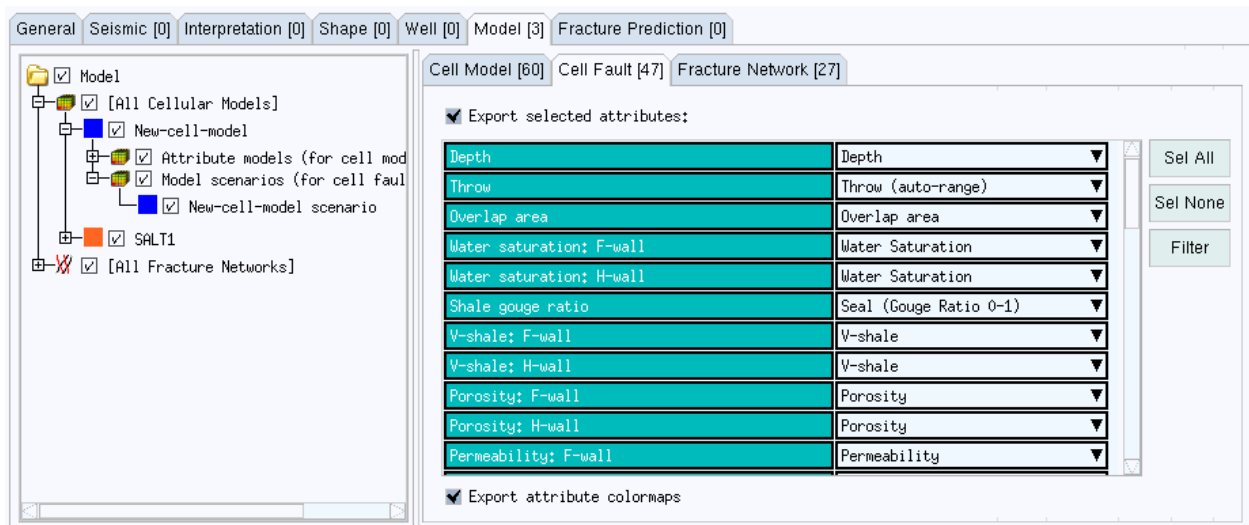 General Seismic [0] Interpretation [0] Shape [0] Well [0] Model [3] Fracture Prediction [0]
Model
[All Cellular Models]
New-cell-model
Attribute models (for cell mod
Model scenarios (for cell faul
New-cell-model scenario
SALT1
[All Fracture Networks]
Cell Model [60] Cell Fault [47] Fracture Network [27]
Export selected attributes:
Depth Depth
Throw Throw (auto-range)
Overlap area Overlap area
Water saturation: F-wall Water Saturation
Water saturation: H-wall Water Saturation
Shale gouge ratio Seal (Gouge Ratio 0-1)
V-shale: F-wall V-shale
V-shale: H-wall V-shale
Porosity: F-wall Porosity
Porosity: H-wall Porosity
Permeability: F-wall Permeability
Sel All
Sel None
Filter
Export attribute colormaps